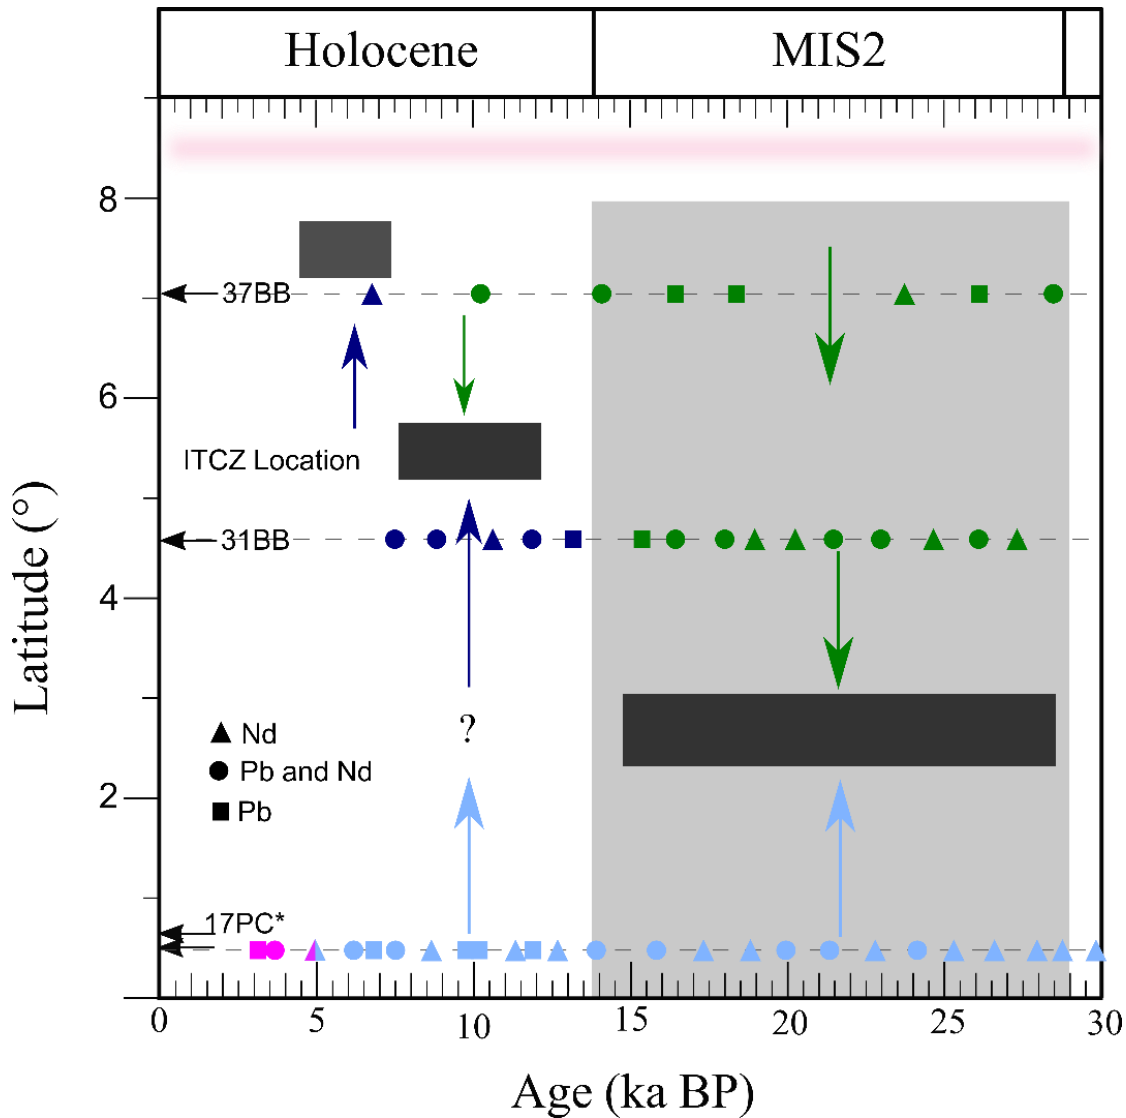 Holocene MIS2
8
37BB
6
ITCZ Location
31BB
4
?
Nd
Pb and Nd
Pb
2
17PC*
0 5 10 15 20 25 30
Latitude (°)
Age (ka BP)